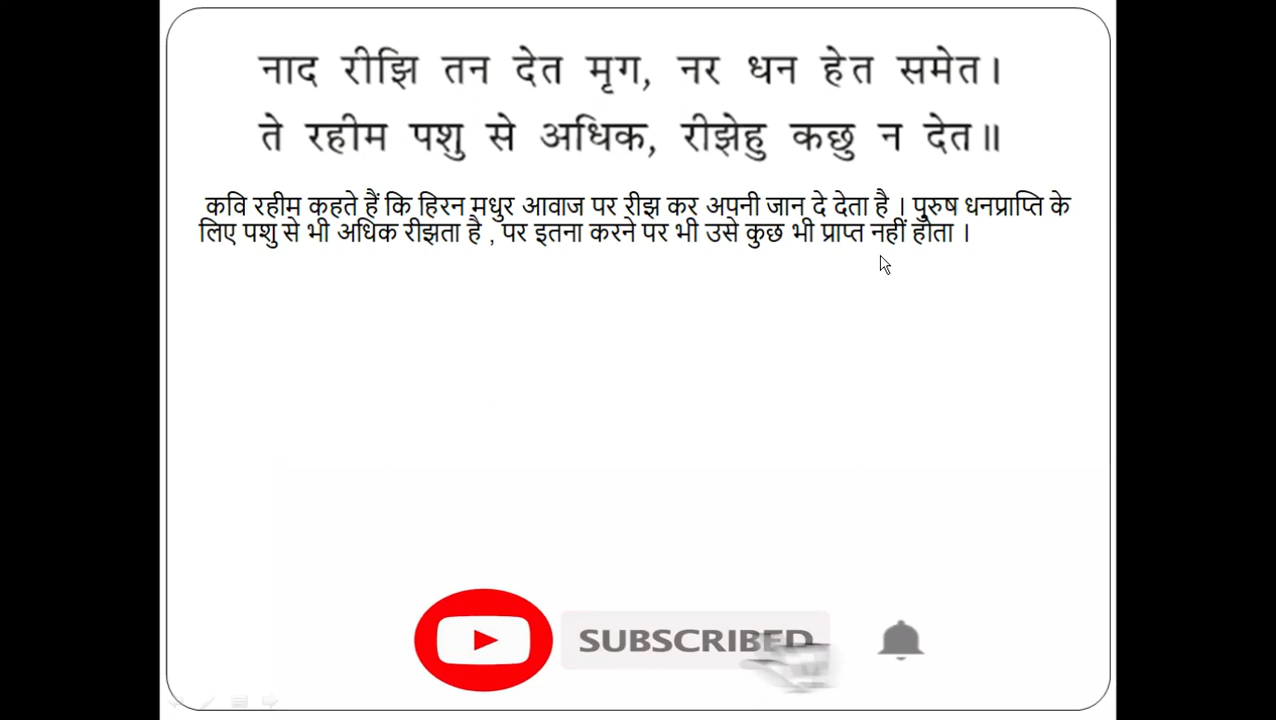 नाद रीझि तन देत मृग, नर धन हेत समेत।
ते रहीम पशु से अधिक, रीझेहु कछु न देत॥
कवि रहीम कहते हैं कि हिरन मधुर आवाज पर रीझ कर अपनी जान दे देता है । पुरुष धनप्राप्ति के
लिए पशु से भी अधिक रीझता है , पर इतना करने पर भी उसे कुछ भी प्राप्त नहीं होता ।
SUBSCRIBED